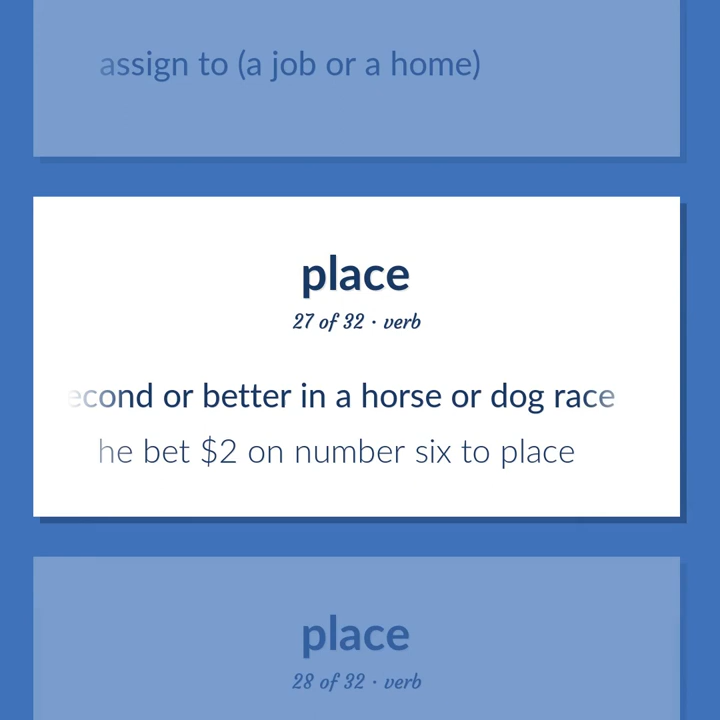 assign to (a job or a home)
place
27 of 32 · verb
econd or better in a horse or dog race
he bet $2 on number six to place
place
28 of 32 · verb